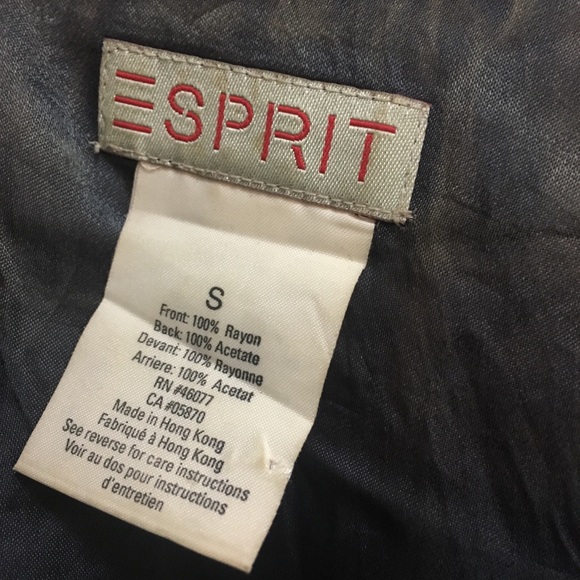 ESPRIT
S
Front: 100% Rayon
Back: 100% Acetate
Devant: 100% Rayonne
Arriere: 100% Acetat
RN #46077
CA #05870
Made in Hong Kong
Fabriqué à Hong Kong
See reverse for care instructions
Voir au dos pour instructions
d'entretien